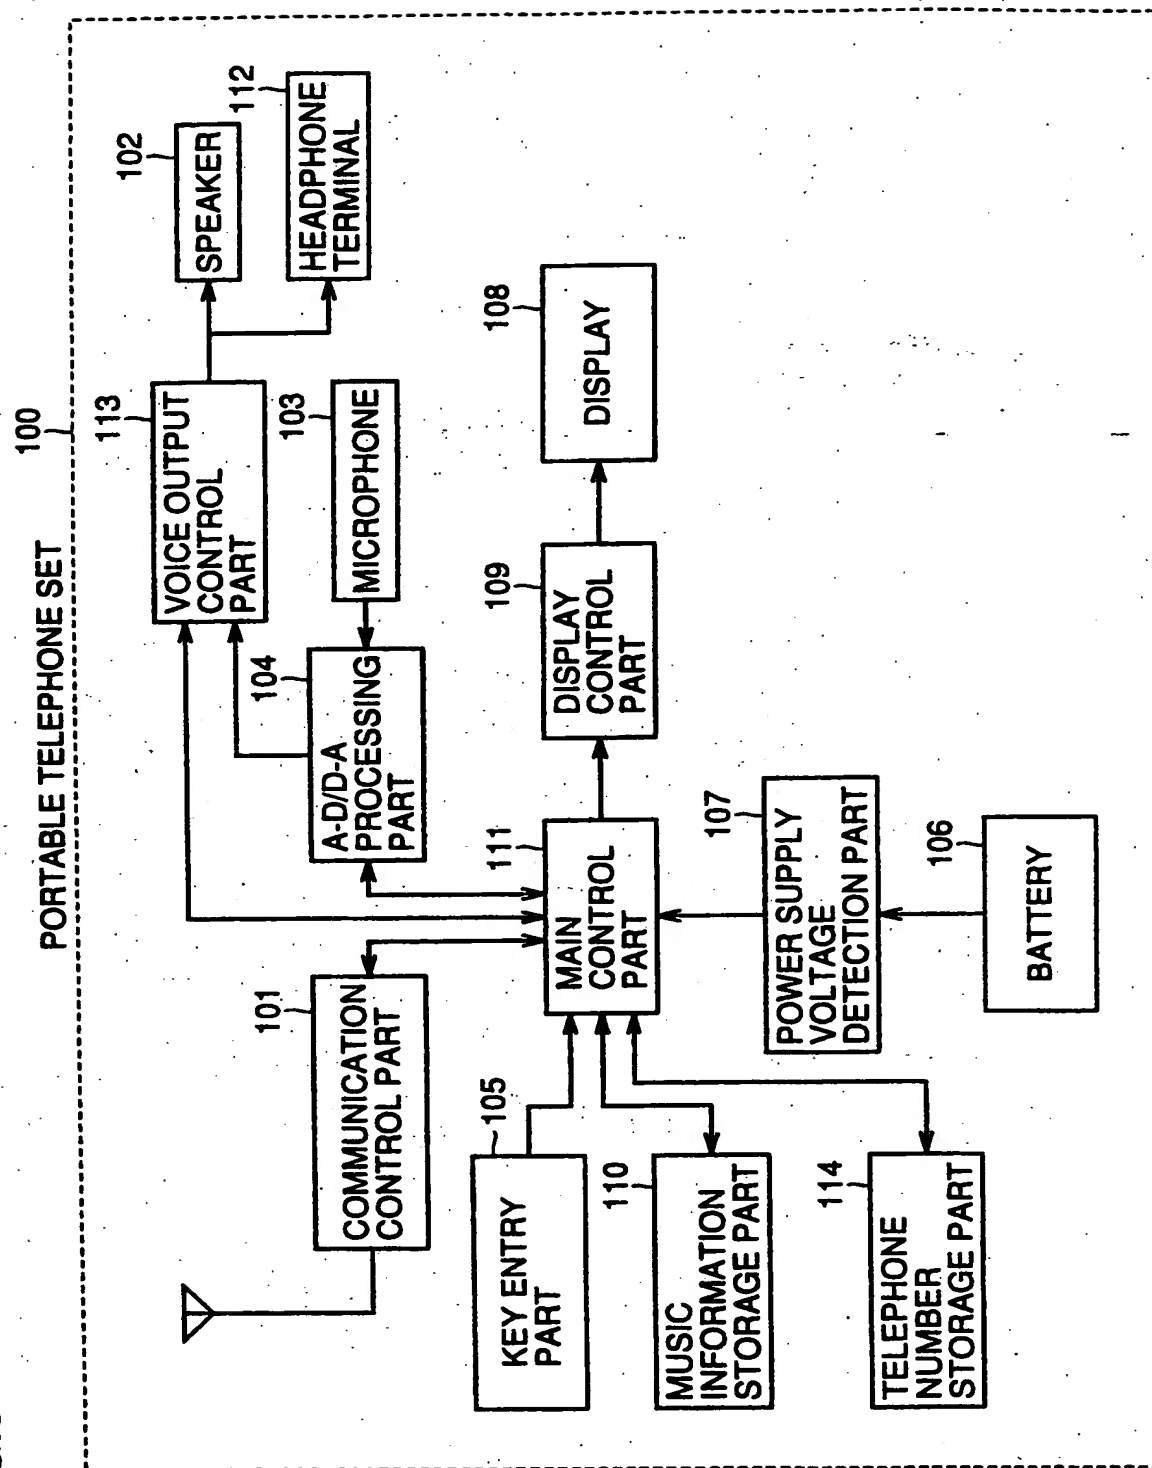 PORTABLE TELEPHONE SET
100
101
COMMUNICATION
CONTROL PART
104
A-D/D-A
PROCESSING
PART
113
VOICE OUTPUT
CONTROL
PART
103
MICROPHONE
102
SPEAKER
112
HEADPHONE
TERMINAL
105
KEY ENTRY
PART
111
MAIN
CONTROL
PART
109
DISPLAY
CONTROL
PART
108
DISPLAY
110
MUSIC
INFORMATION
STORAGE PART
107
POWER SUPPLY
VOLTAGE
DETECTION PART
114
TELEPHONE
NUMBER
STORAGE PART
106
BATTERY